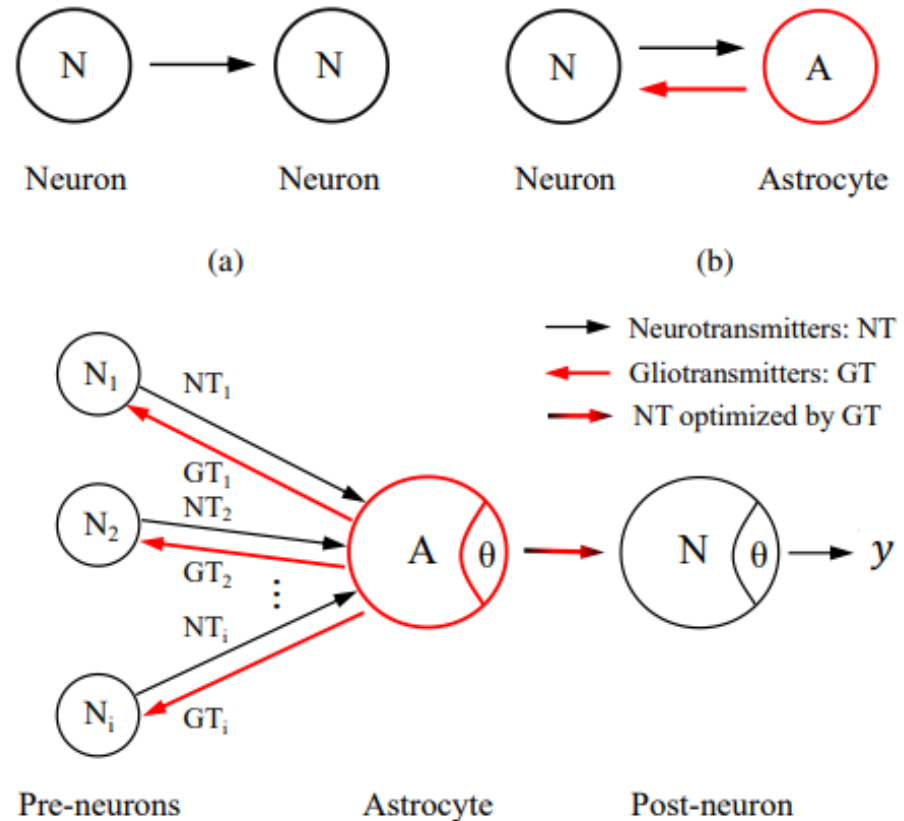 N N N A
Neuron Neuron Neuron Astrocyte
(a) (b)
Neurotransmitters: NT
Gliotransmitters: GT
NT optimized by GT
N₁ NT₁
GT₁
N₂ NT₂
GT₂
⋮
A θ N θ y
NTᵢ
Nᵢ GTᵢ
Pre-neurons Astrocyte Post-neuron